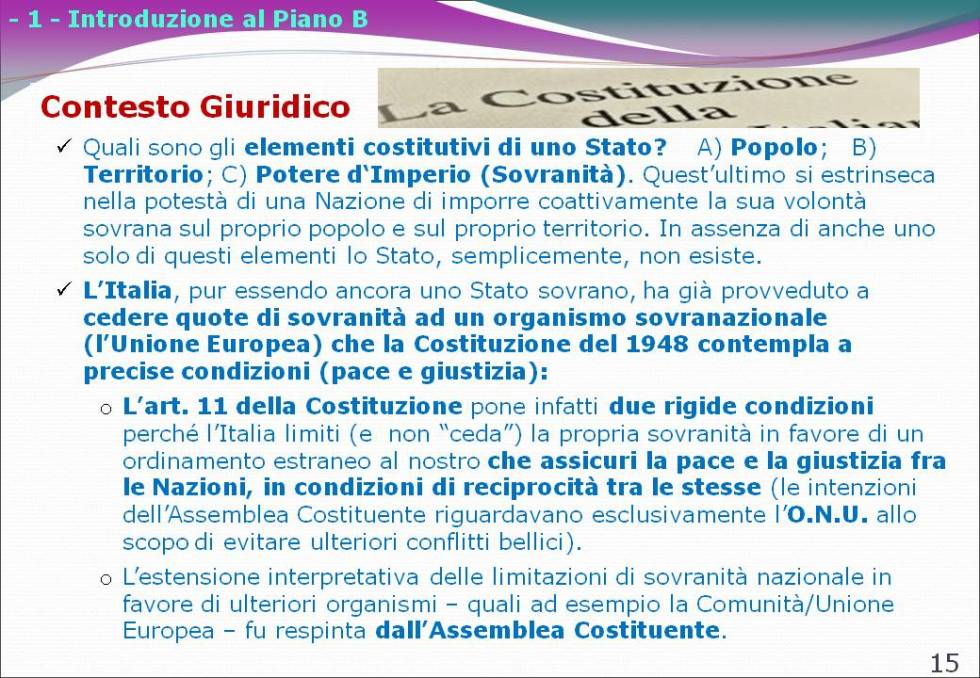 - 1 - Introduzione al Piano B
Contesto Giuridico
La Costituzione
della
✓ Quali sono gli elementi costitutivi di uno Stato? A) Popolo; B)
Territorio; C) Potere d‘Imperio (Sovranità). Quest’ultimo si estrinseca
nella potestà di una Nazione di imporre coattivamente la sua volontà
sovrana sul proprio popolo e sul proprio territorio. In assenza di anche uno
solo di questi elementi lo Stato, semplicemente, non esiste.
✓ L’Italia, pur essendo ancora uno Stato sovrano, ha già provveduto a
cedere quote di sovranità ad un organismo sovranazionale
(l’Unione Europea) che la Costituzione del 1948 contempla a
precise condizioni (pace e giustizia):
o L’art. 11 della Costituzione pone infatti due rigide condizioni
perché l’Italia limiti (e non “ceda”) la propria sovranità in favore di un
ordinamento estraneo al nostro che assicuri la pace e la giustizia fra
le Nazioni, in condizioni di reciprocità tra le stesse (le intenzioni
dell’Assemblea Costituente riguardavano esclusivamente l’O.N.U. allo
scopo di evitare ulteriori conflitti bellici).
o L’estensione interpretativa delle limitazioni di sovranità nazionale in
favore di ulteriori organismi – quali ad esempio la Comunità/Unione
Europea – fu respinta dall’Assemblea Costituente.
15